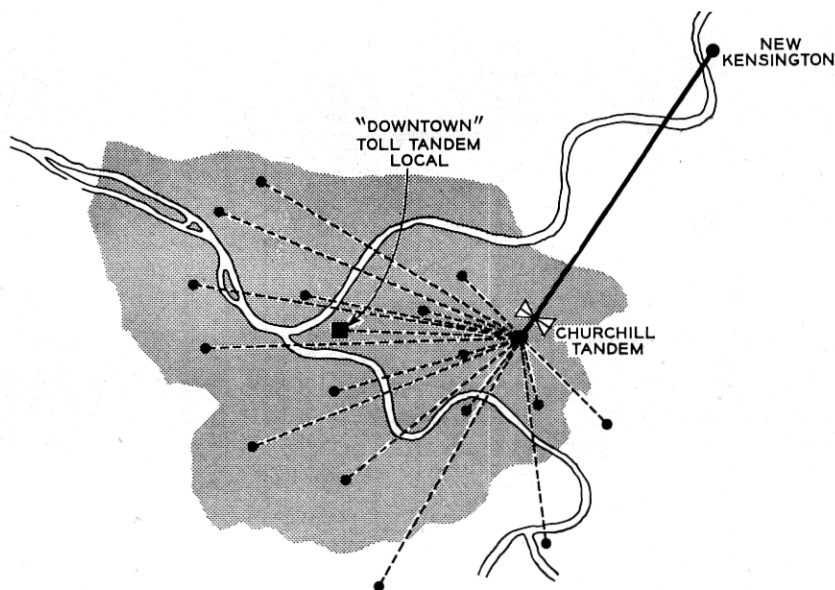 NEW
KENSINGTON
"DOWNTOWN"
TOLL TANDEM
LOCAL
CHURCHILL
TANDEM